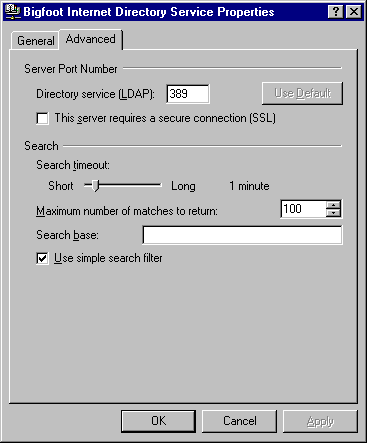 Bigfoot Internet Directory Service Properties
General Advanced
Server Port Number
Directory service (LDAP): 389 Use Default
This server requires a secure connection (SSL)
Search
Search timeout:
Short Long 1 minute
Maximum number of matches to return: 100
Search base:
Use simple search filter
OK Cancel Apply